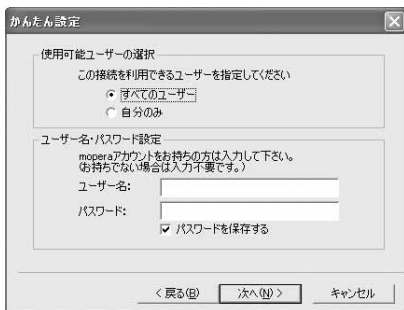 かんたん設定
使用可能ユーザーの選択
この接続を利用できるユーザーを指定してください
すべてのユーザー
自分のみ
ユーザー名・パスワード設定
moperaアカウントをお持ちの方は入力して下さい。
(お持ちでない場合は入力不要です。)
ユーザー名:
パスワード:
パスワードを保存する
< 戻る(B) 次へ(N) > キャンセル